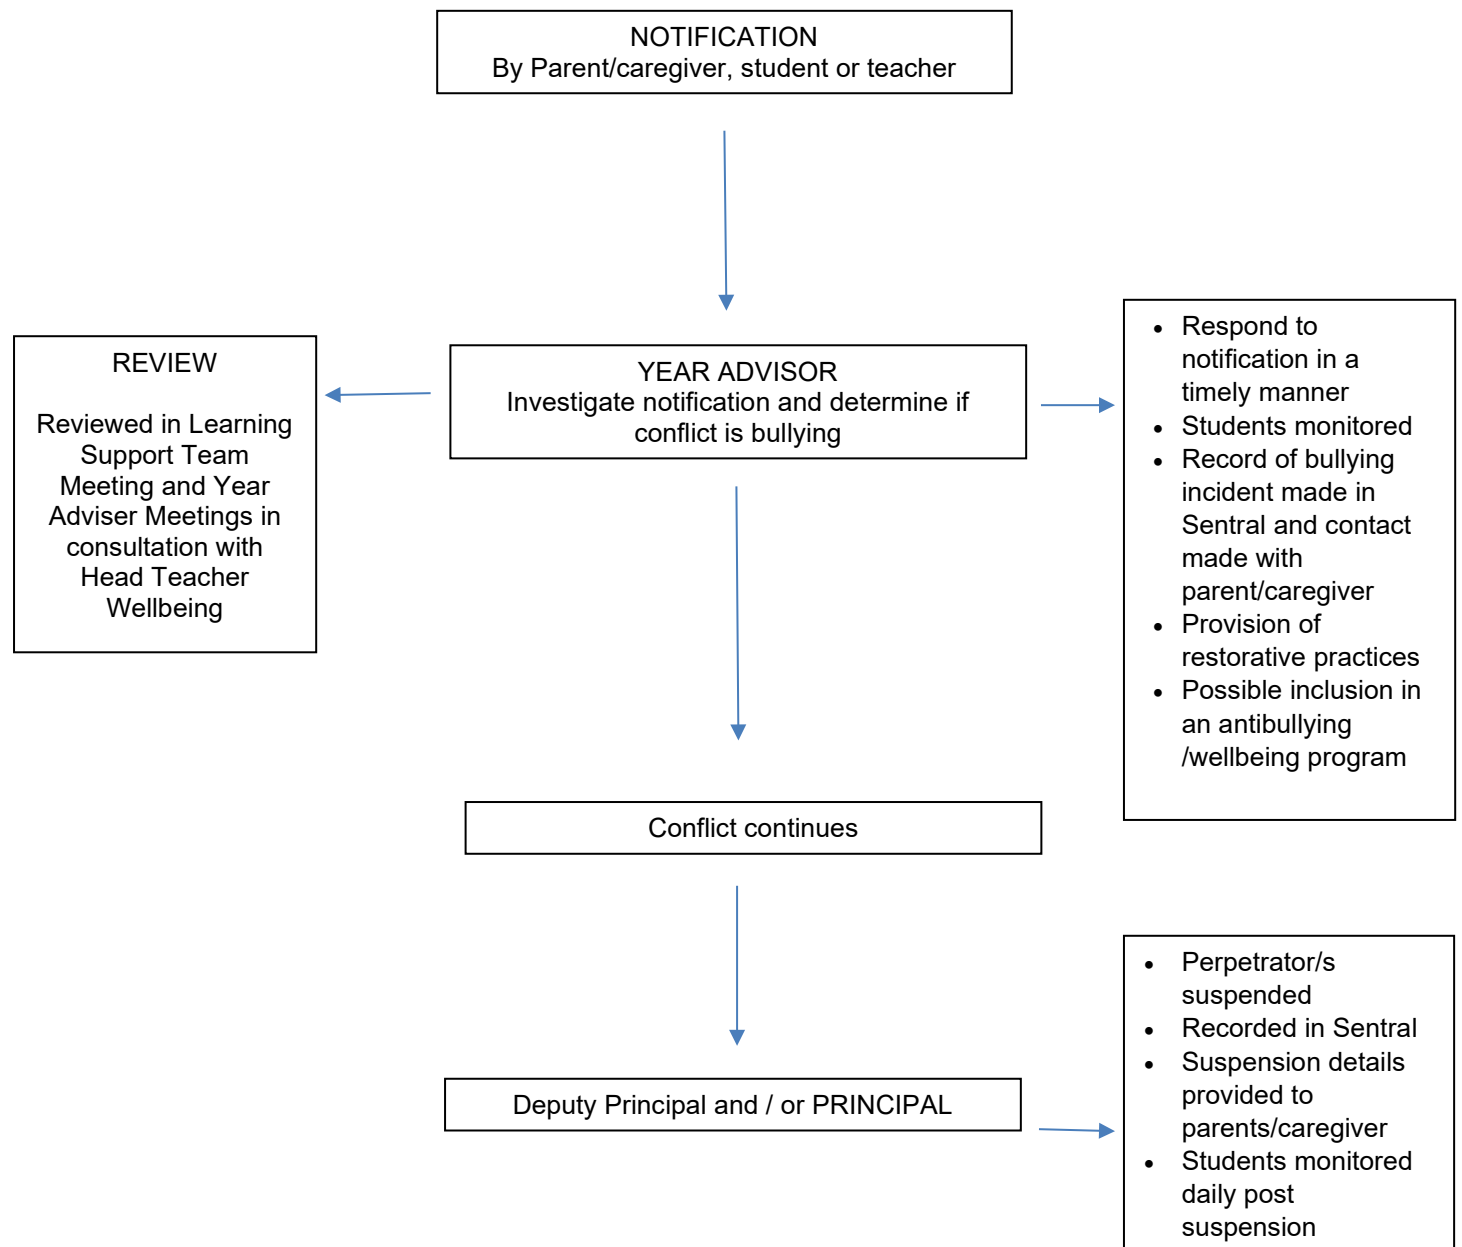 NOTIFICATION
By Parent/caregiver, student or teacher
REVIEW
Reviewed in Learning
Support Team
Meeting and Year
Adviser Meetings in
consultation with
Head Teacher
Wellbeing
YEAR ADVISOR
Investigate notification and determine if
conflict is bullying
• Respond to
notification in a
timely manner
• Students monitored
• Record of bullying
incident made in
Sentral and contact
made with
parent/caregiver
• Provision of
restorative practices
• Possible inclusion in
an antibullying
/wellbeing program
Conflict continues
Deputy Principal and / or PRINCIPAL
• Perpetrator/s
suspended
• Recorded in Sentral
• Suspension details
provided to
parents/caregiver
• Students monitored
daily post
suspension